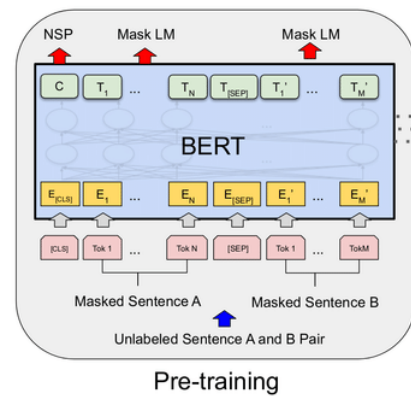 NSP Mask LM Mask LM
C T1 ... TN T[SEP] T1' ... TM'
BERT
E[CLS] E1 ... EN E[SEP] E1' ... EM'
[CLS] Tok 1 ... Tok N [SEP] Tok 1 ... TokM
Masked Sentence A Masked Sentence B
Unlabeled Sentence A and B Pair
Pre-training